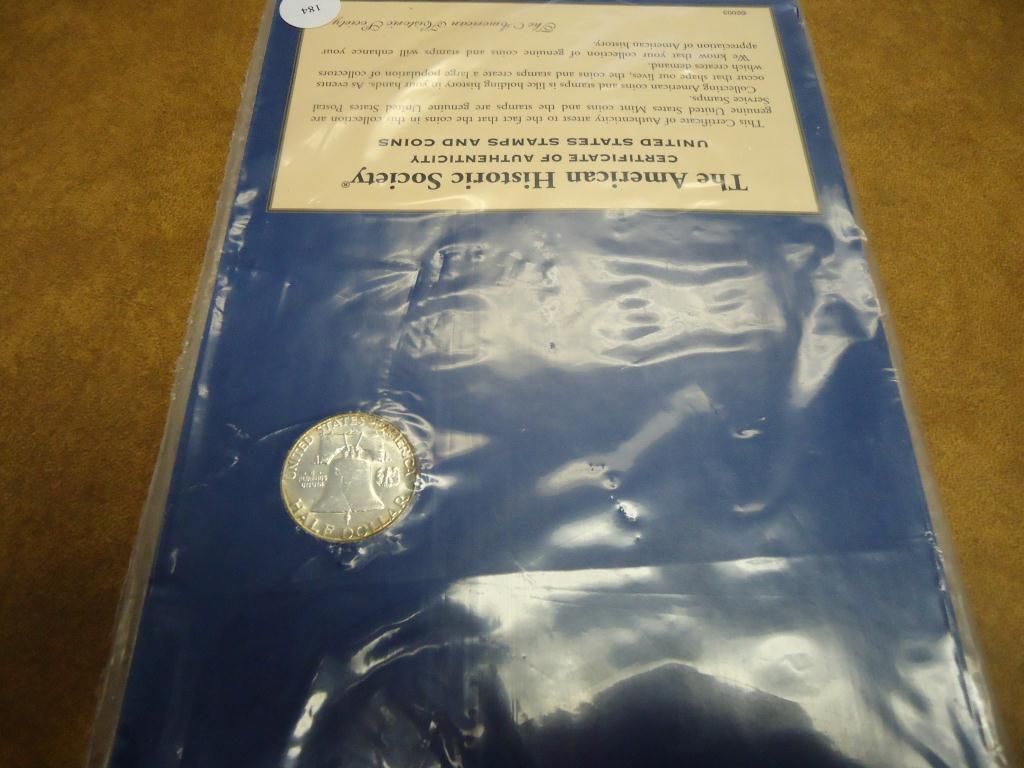 The American Historic Society®
CERTIFICATE OF AUTHENTICITY
UNITED STATES STAMPS AND COINS
This Certificate of Authenticity attest to the fact that the coins in this collection are
genuine United States Mint coins and the stamps are genuine United States Postal
Service Stamps.
Collecting American coins and stamps is like holding history in your hands. As events
occur that shape our lives, the coins and stamps create a large population of collectors
which creates demand.
We know that your collection of genuine coins and stamps will enhance your
appreciation of American history.
The American Historic Society
©2003
184
UNITED STATES OF AMERICA
E
PLURIBUS
UNUM
HALF DOLLAR